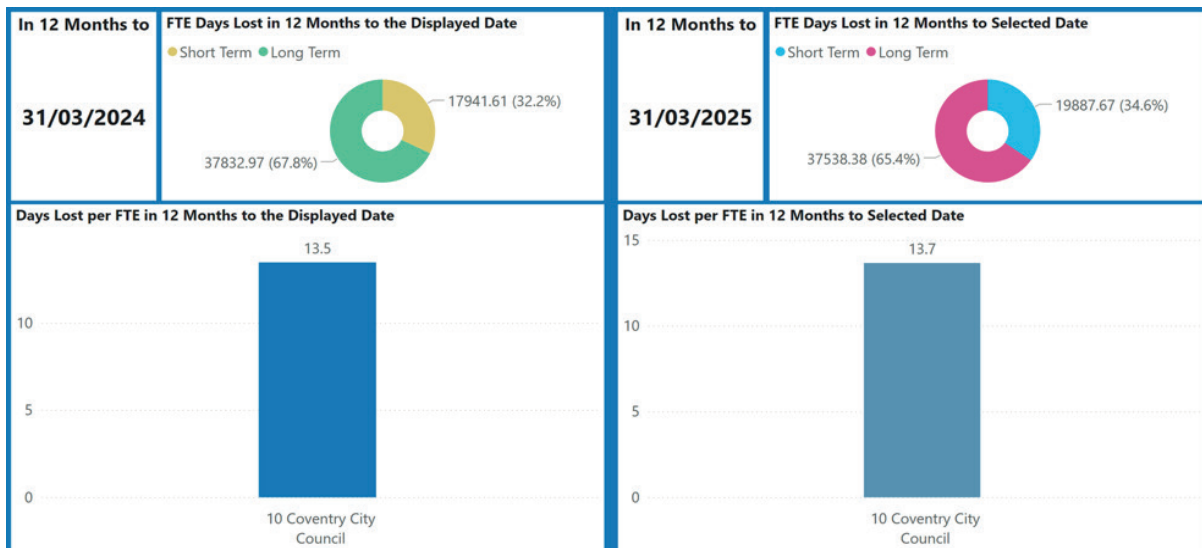 In 12 Months to
31/03/2024
FTE Days Lost in 12 Months to the Displayed Date
Short Term Long Term
17941.61 (32.2%)
37832.97 (67.8%)
Days Lost per FTE in 12 Months to the Displayed Date
13.5
10
5
0
10 Coventry City
Council
In 12 Months to
31/03/2025
FTE Days Lost in 12 Months to Selected Date
Short Term Long Term
19887.67 (34.6%)
37538.38 (65.4%)
Days Lost per FTE in 12 Months to Selected Date
15
13.7
10
5
0
10 Coventry City
Council